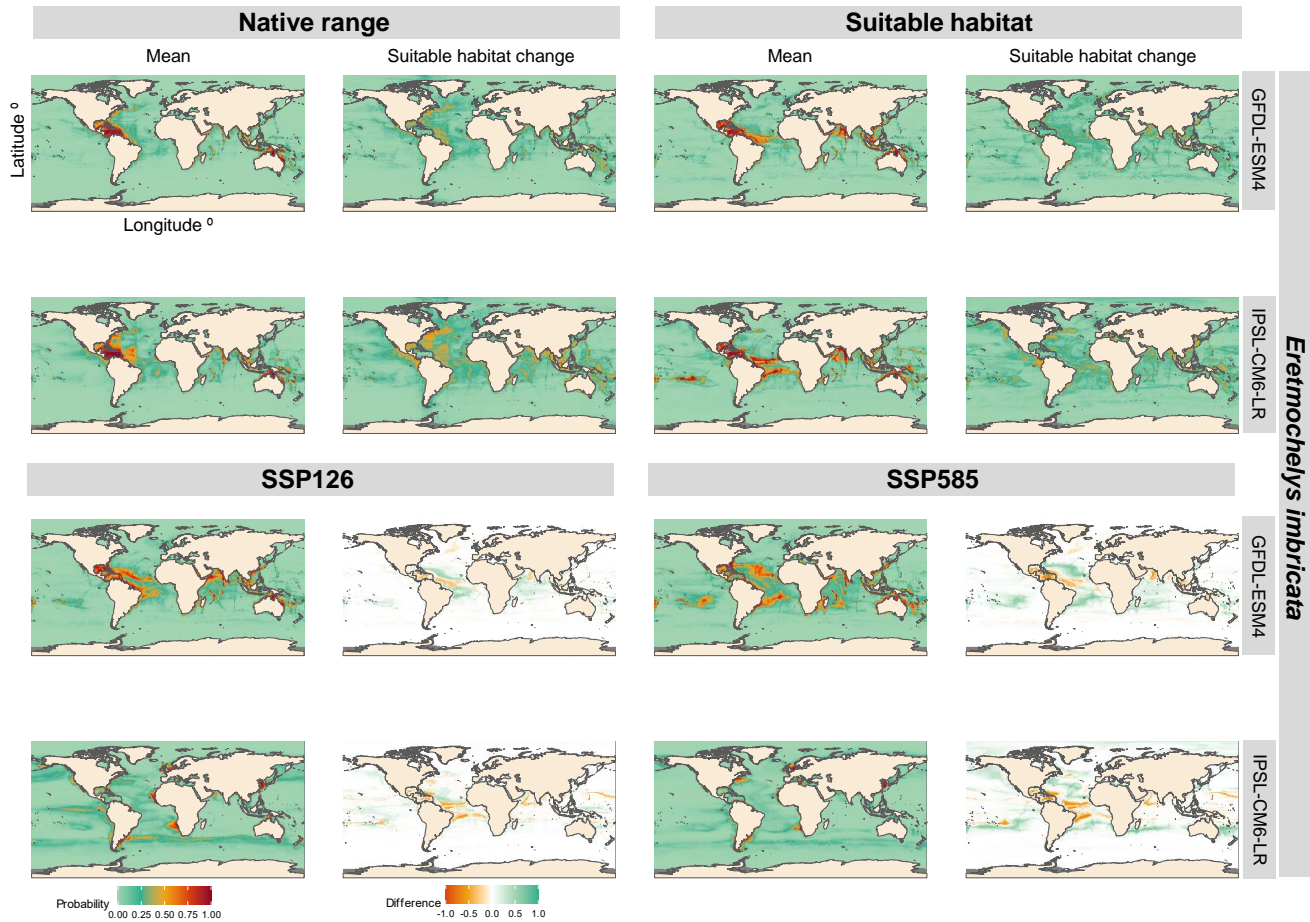 Native range
Suitable habitat
Mean
Suitable habitat change
Mean
Suitable habitat change
Latitude º
Longitude º
GFDL-ESM4
IPSL-CM6-LR
Eretmochelys imbricata
SSP126
SSP585
GFDL-ESM4
IPSL-CM6-LR
Probability
0.00 0.25 0.50 0.75 1.00
Difference
-1.0 -0.5 0.0 0.5 1.0